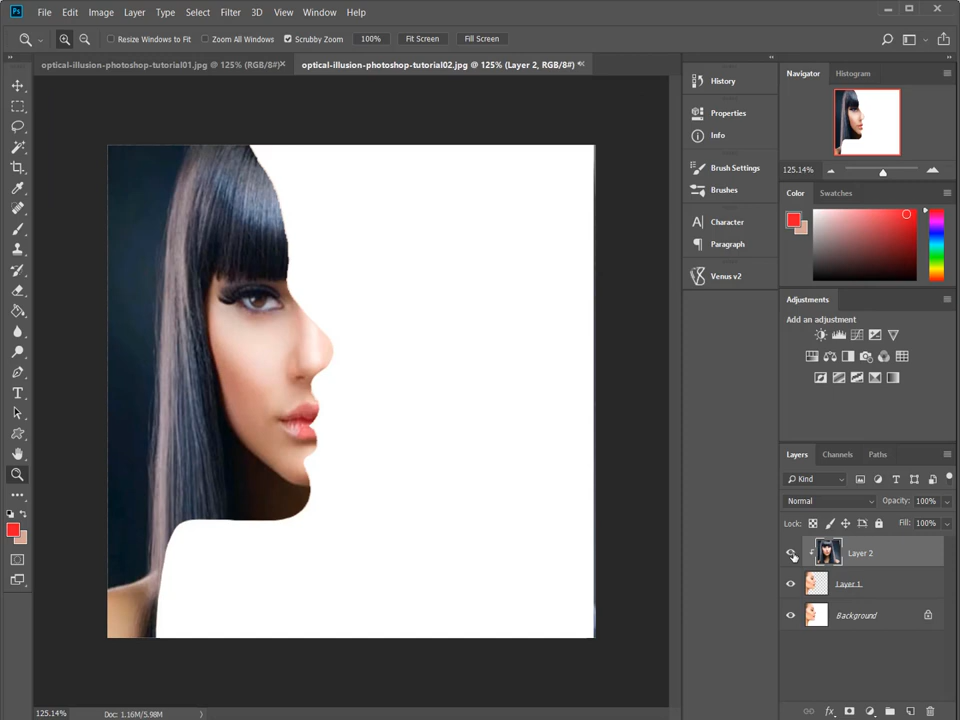 Ps File Edit Image Layer Type Select Filter 3D View Window Help
Resize Windows to Fit Zoom All Windows Scrubby Zoom 100% Fit Screen Fill Screen
optical-illusion-photoshop-tutorial01.jpg @ 125% (RGB/8#) optical-illusion-photoshop-tutorial02.jpg @ 125% (Layer 2, RGB/8#)
History
Properties
Info
Brush Settings
Brushes
Character
Paragraph
Venus v2
Navigator Histogram
125.14%
Color Swatches
Adjustments
Add an adjustment
Layers Channels Paths
Kind
Normal Opacity: 100%
Lock: Fill: 100%
Layer 2
Layer 1
Background
fx
125.14% Doc: 1.16M/5.98M